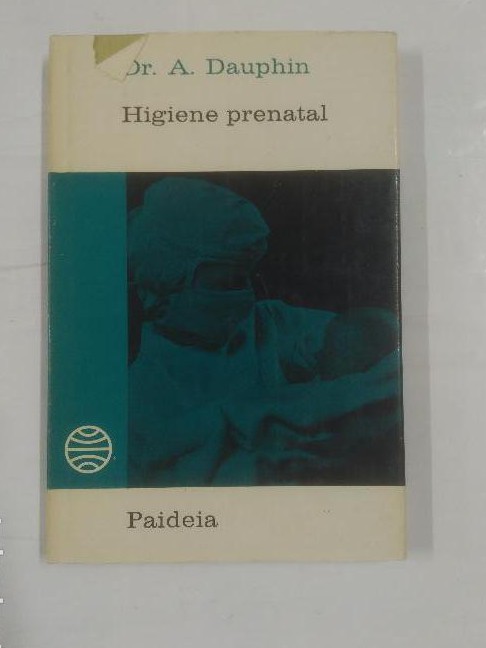 Dr. A. Dauphin
Higiene prenatal
Paideia